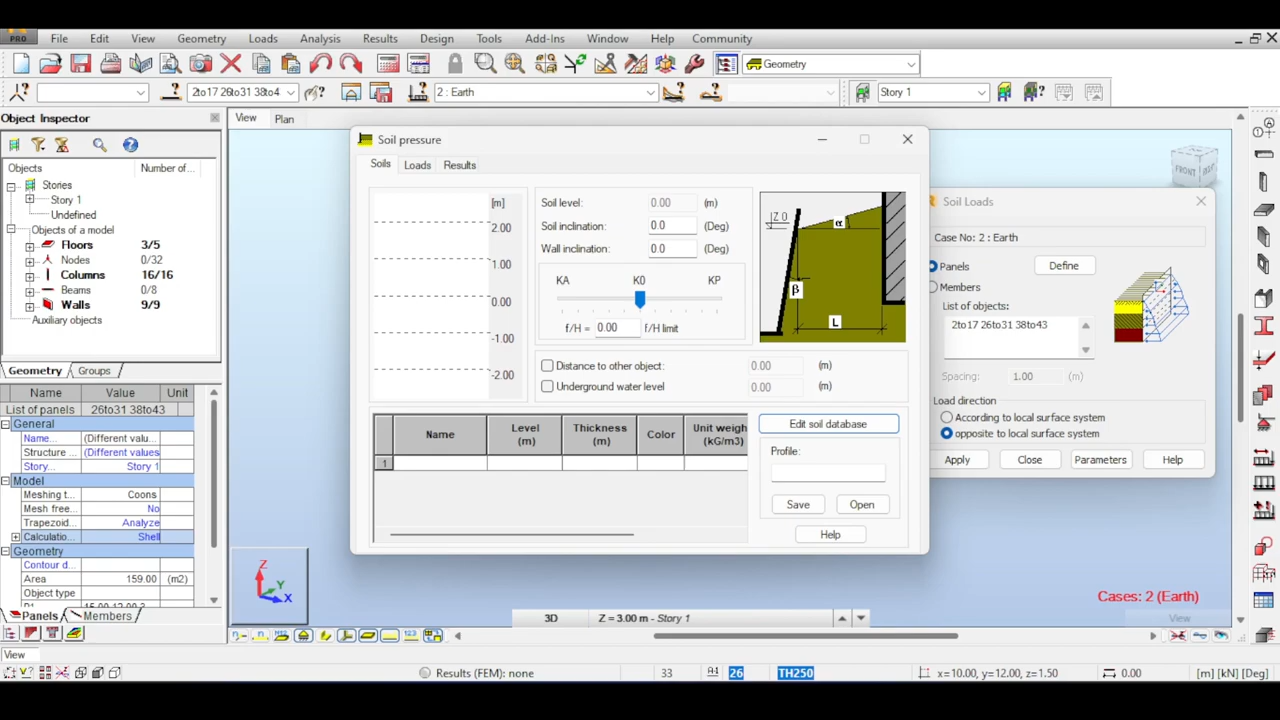 PRO File Edit View Geometry Loads Analysis Results Design Tools Add-Ins Window Help Community
Geometry
2to17 26to31 38to4 2 : Earth Story 1
Object Inspector
View Plan
Objects Number of...
Stories
Story 1
Undefined
Objects of a model
Floors 3/5
Nodes 0/32
Columns 16/16
Beams 0/8
Walls 9/9
Auxiliary objects
Geometry Groups
Name Value Unit
List of panels 26to31 38to43
General
Name... (Different valu...
Structure ... (Different values
Story... Story 1
Model
Meshing t... Coons
Mesh free... No
Trapezoid... Analyze
Calculatio... Shell
Geometry
Contour d...
Area 159.00 (m2)
Object type
Panels Members
View
Soil pressure
Soils Loads Results
[m]
2.00
1.00
0.00
-1.00
-2.00
Soil level: 0.00 (m)
Soil inclination: 0.0 (Deg)
Wall inclination: 0.0 (Deg)
KA K0 KP
f/H = 0.00 f/H limit
Z 0
α
β
L
Distance to other object: 0.00 (m)
Underground water level 0.00 (m)
Name Level (m) Thickness (m) Color Unit weigh (kG/m3)
1
Edit soil database
Profile:
Save Open
Help
Soil Loads
Case No: 2 : Earth
Panels Define
Members
List of objects:
2to17 26to31 38to43
Spacing: 1.00 (m)
Load direction
According to local surface system
opposite to local surface system
Apply Close Parameters Help
FRONT
Z
Y
X
Cases: 2 (Earth)
3D Z = 3.00 m - Story 1
View
Results (FEM): none 33 26 TH250 x=10.00, y=12.00, z=1.50 0.00 [m] [kN] [Deg]